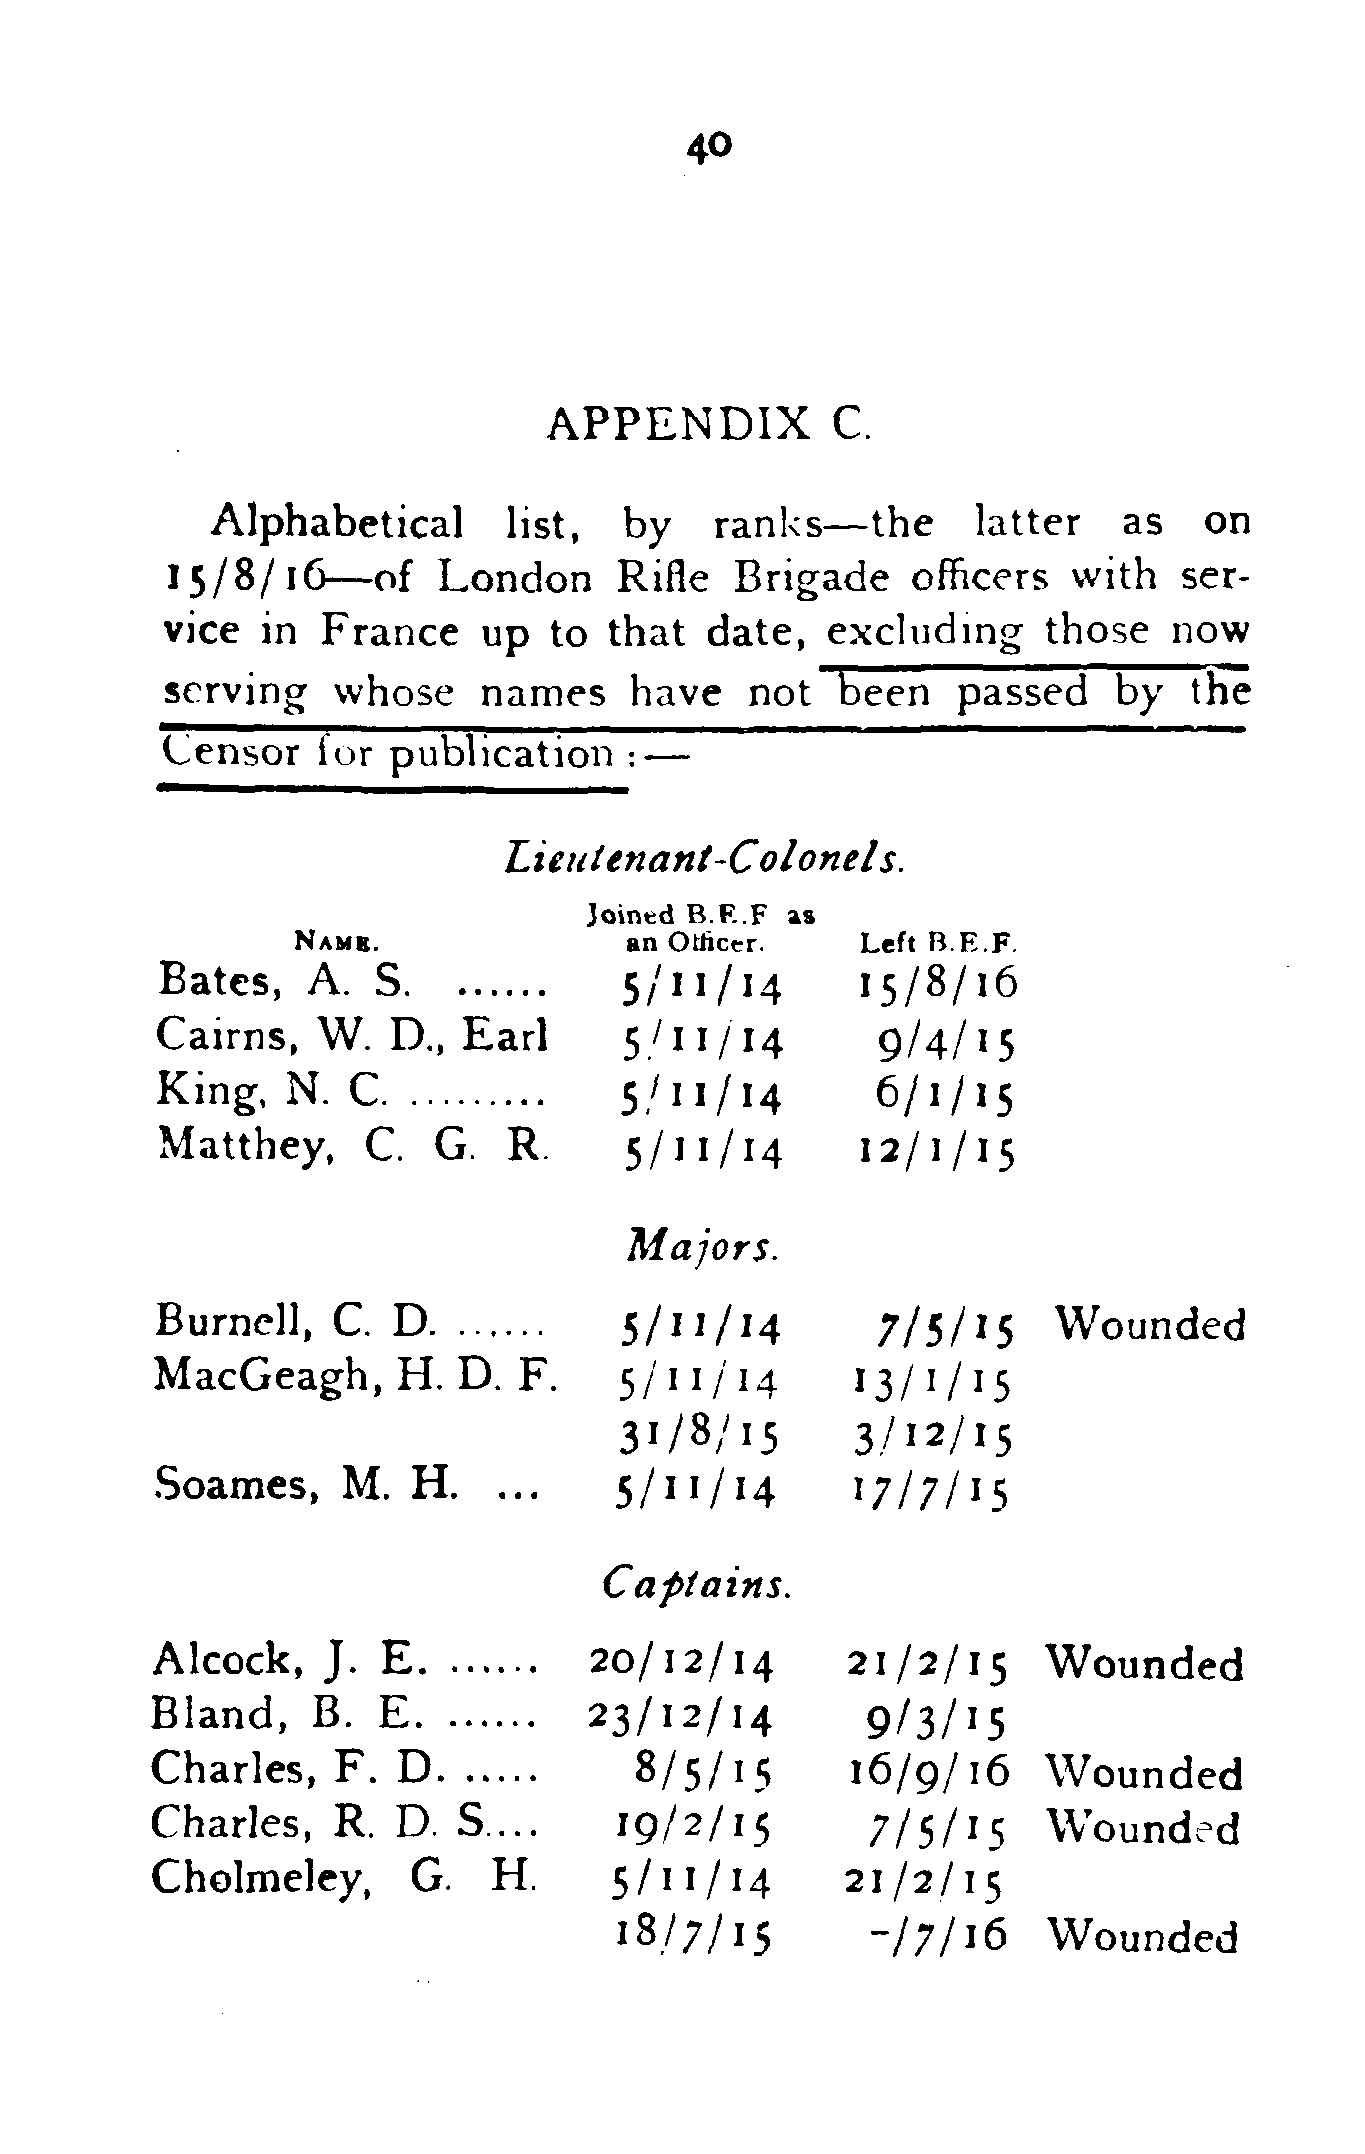 40
APPENDIX C.
Alphabetical list, by ranks—the latter as on
15/8/16—of London Rifle Brigade officers with ser-
vice in France up to that date, excluding those now
serving whose names have not been passed by the
Censor for publication :—
Lieutenant-Colonels.
Joined B.E.F as
NAME. an Officer. Left B.E.F.
Bates, A. S. ...... 5/11/14 15/8/16
Cairns, W. D., Earl 5/11/14 9/4/15
King, N. C. ......... 5/11/14 6/1/15
Matthey, C. G. R. 5/11/14 12/1/15
Majors.
Burnell, C. D. ...... 5/11/14 7/5/15 Wounded
MacGeagh, H. D. F. 5/11/14 13/1/15
31/8/15 3/12/15
Soames, M. H. ... 5/11/14 17/7/15
Captains.
Alcock, J. E. ...... 20/12/14 21/2/15 Wounded
Bland, B. E. ...... 23/12/14 9/3/15
Charles, F. D. ..... 8/5/15 16/9/16 Wounded
Charles, R. D. S.... 19/2/15 7/5/15 Wounded
Cholmeley, G. H. 5/11/14 21/2/15
18/7/15 -/7/16 Wounded